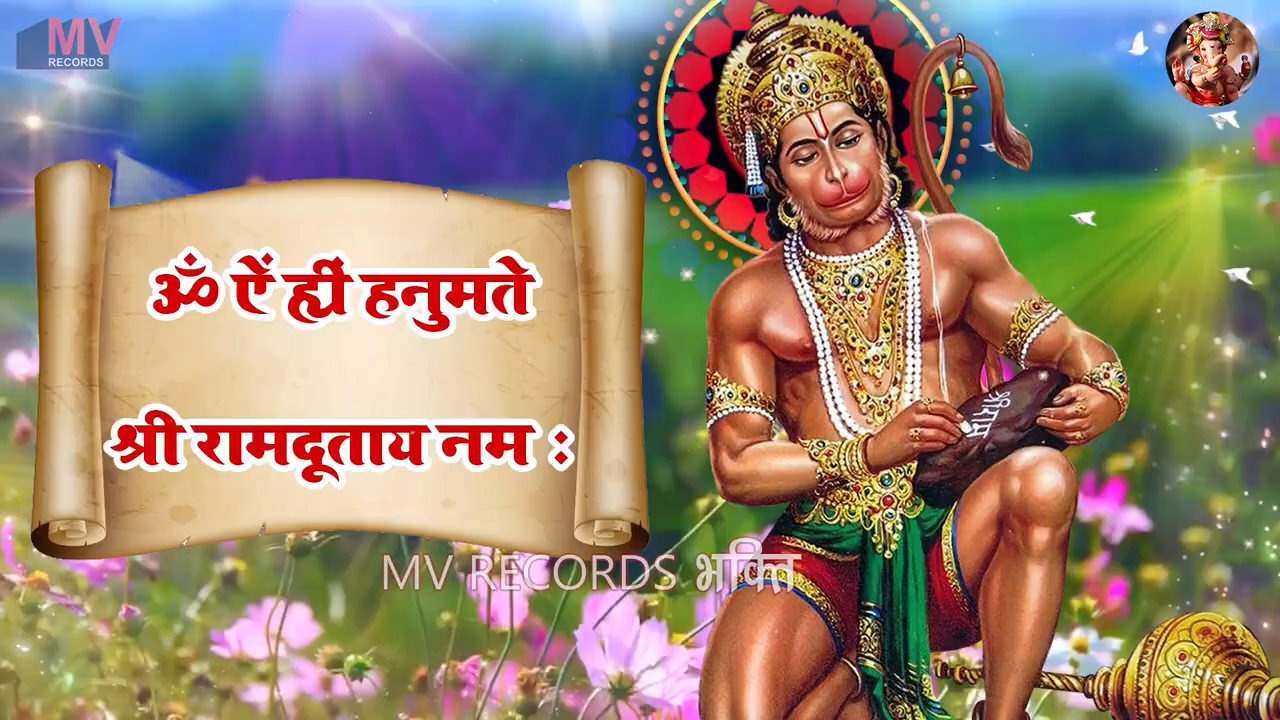 MV
RECORDS
ॐ ऐं ह्रीं हनुमते
श्री रामदूताय नम :
श्रीराम
MV RECORDS भक्ति